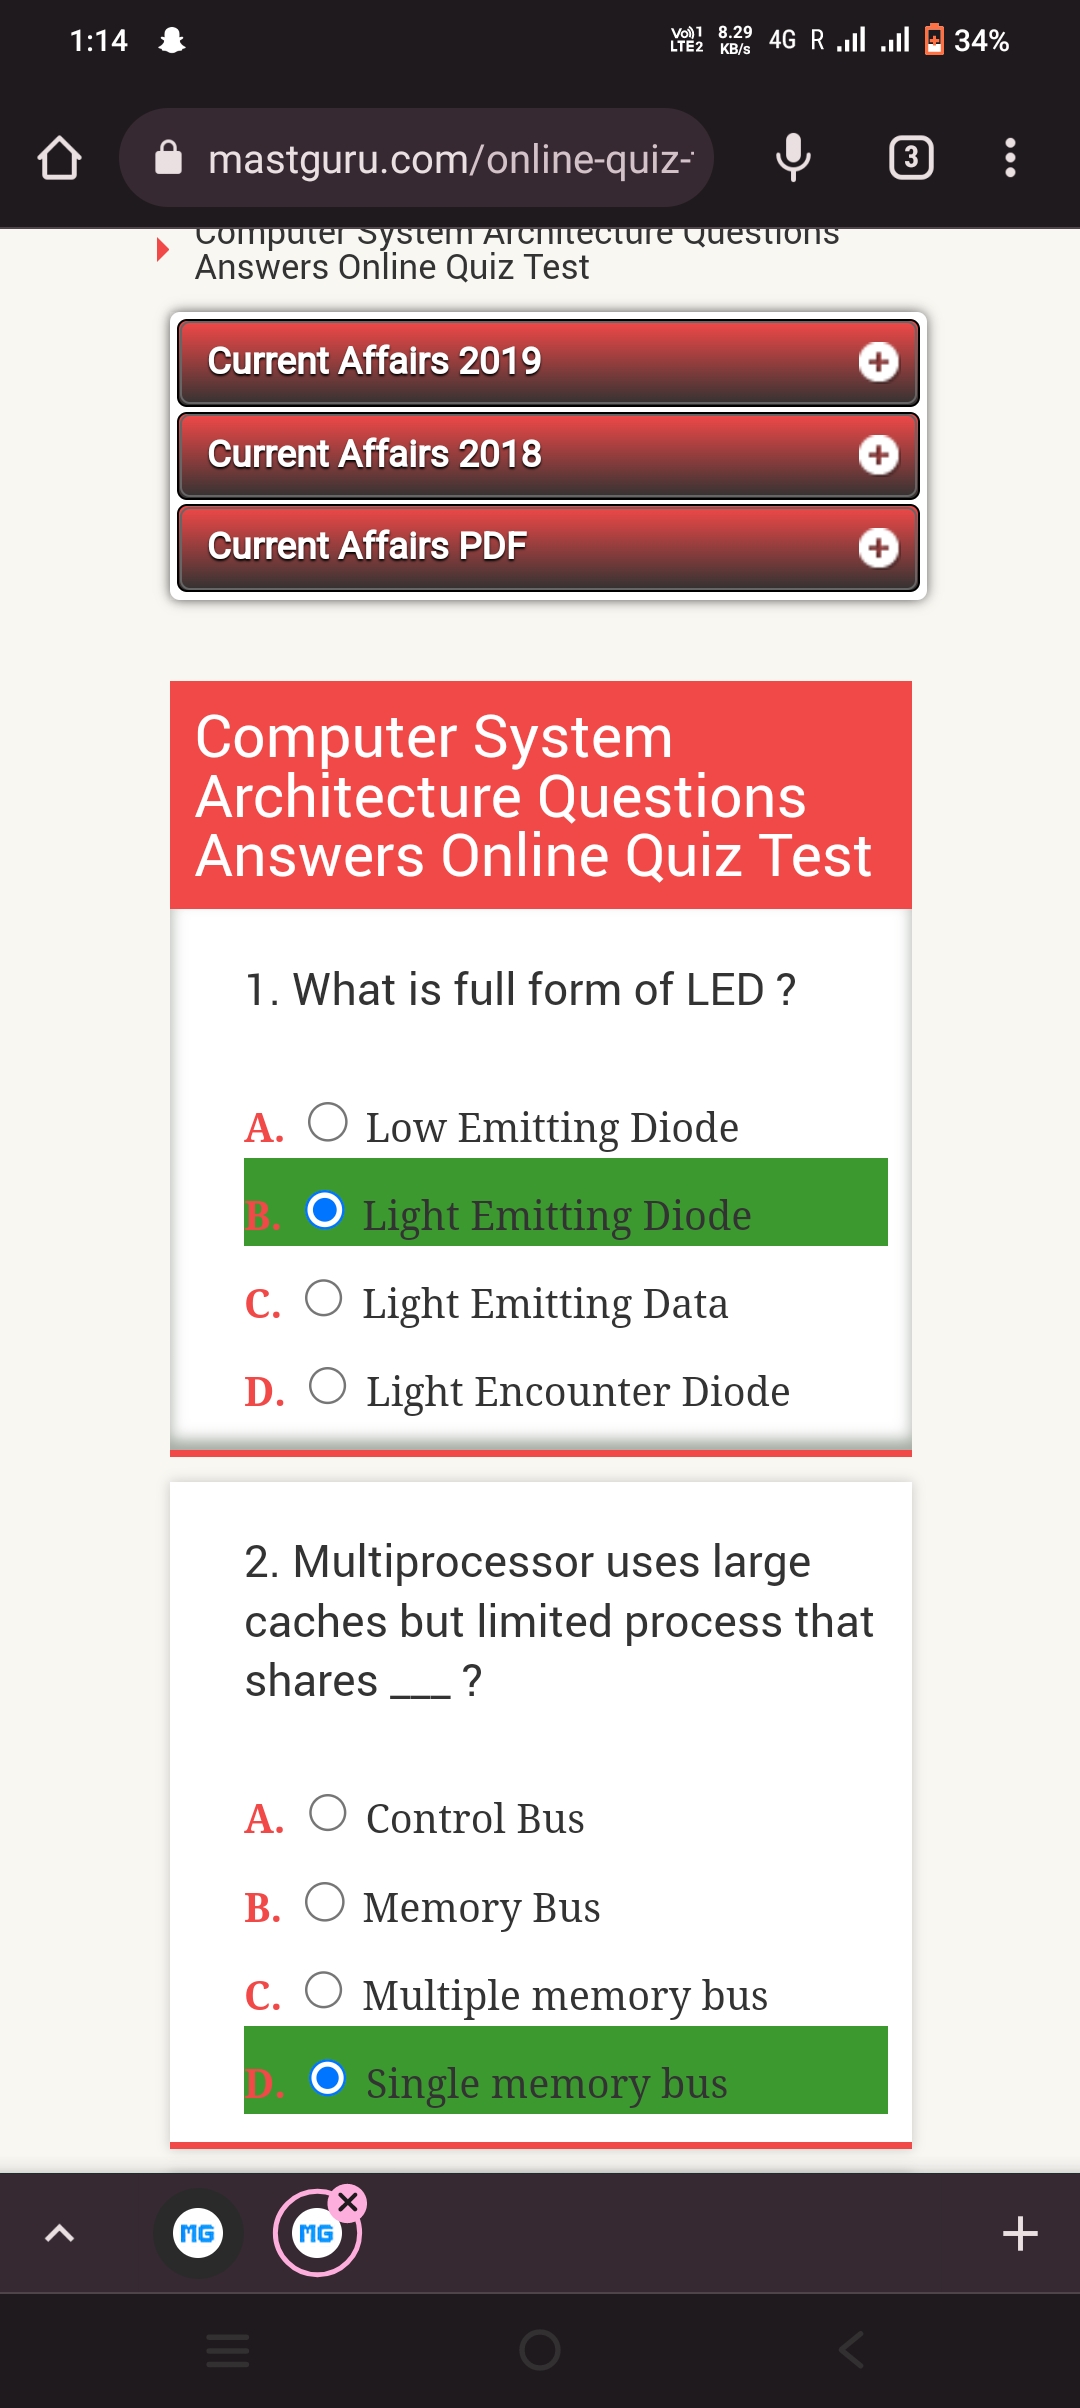 1:14
Vo))1 LTE2 8.29 KB/s 4G R 34%
mastguru.com/online-quiz-
3
Computer System Architecture Questions
Answers Online Quiz Test
Current Affairs 2019
Current Affairs 2018
Current Affairs PDF
Computer System
Architecture Questions
Answers Online Quiz Test
1. What is full form of LED ?
A. Low Emitting Diode
B. Light Emitting Diode
C. Light Emitting Data
D. Light Encounter Diode
2. Multiprocessor uses large
caches but limited process that
shares ___ ?
A. Control Bus
B. Memory Bus
C. Multiple memory bus
D. Single memory bus
MG MG